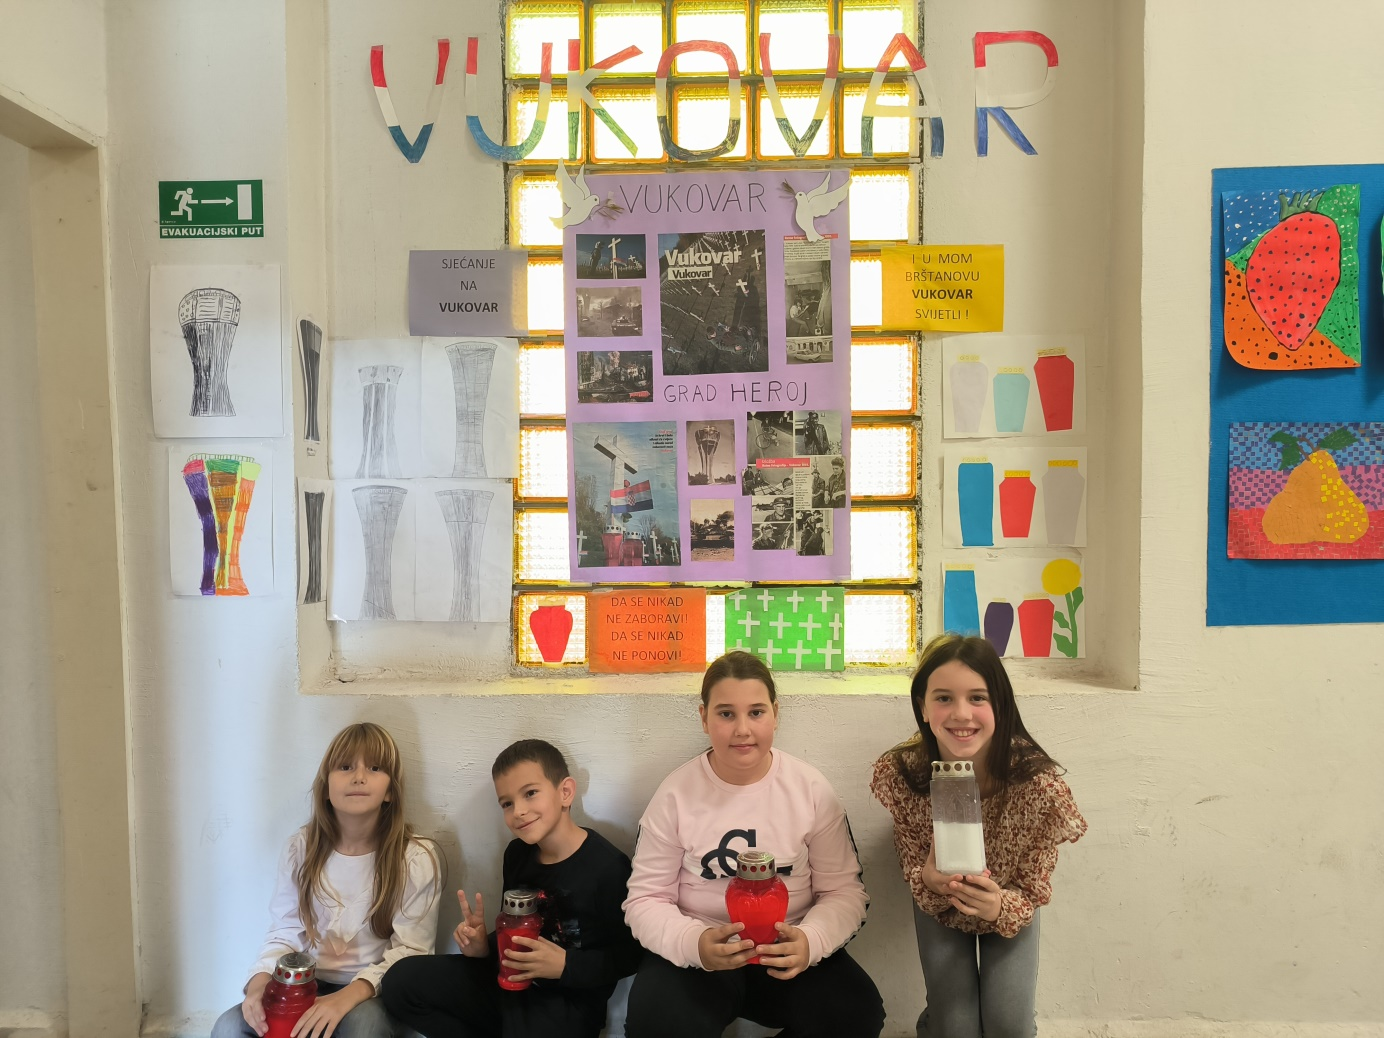 VUKOVAR
EVAKUACIJSKI PUT
SJEĆANJE
NA
VUKOVAR
VUKOVAR
Vukovar
Vukovar
GRAD HEROJ
I U MOM
BRŠTANOVU
VUKOVAR
SVIJETLI !
DA SE NIKAD
NE ZABORAVI!
DA SE NIKAD
NE PONOVI!